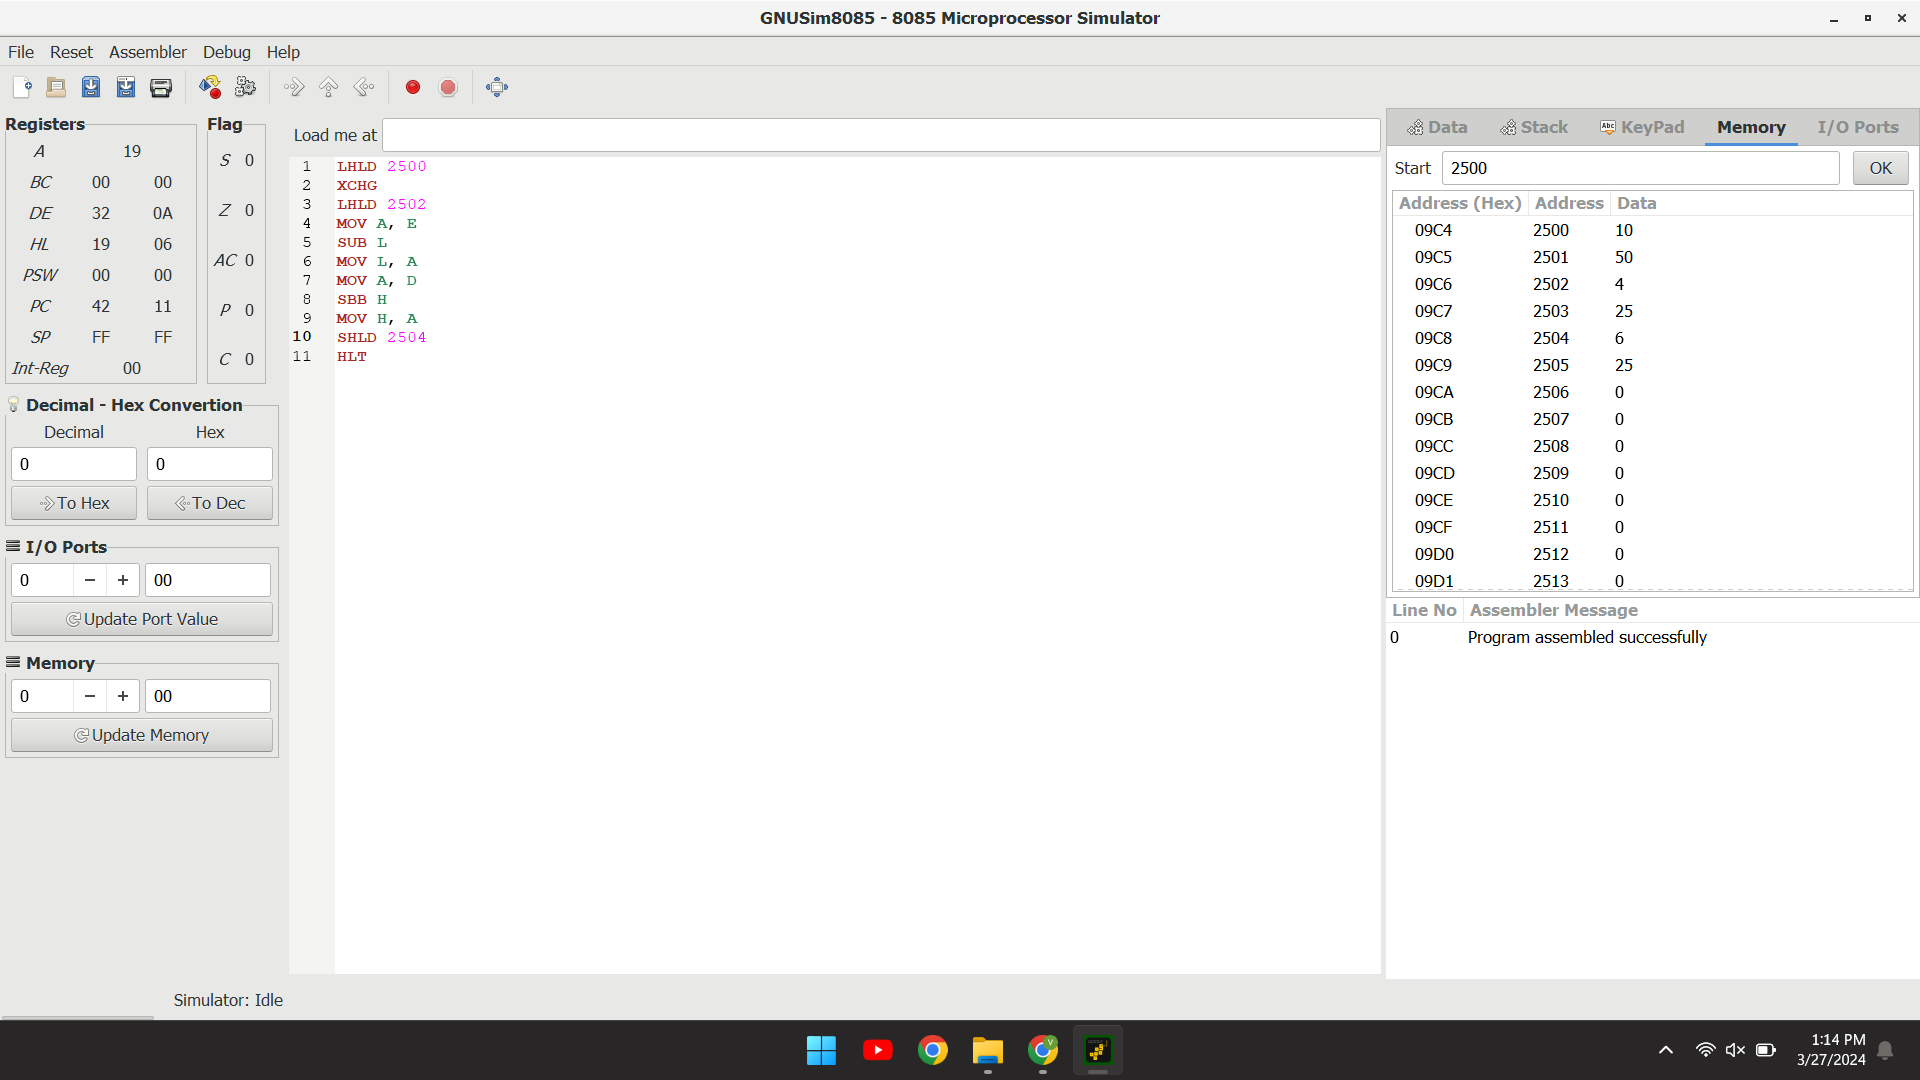 GNUSim8085 - 8085 Microprocessor Simulator
File Reset Assembler Debug Help
Registers
A 19
BC 00 00
DE 32 0A
HL 19 06
PSW 00 00
PC 42 11
SP FF FF
Int-Reg 00
Flag
S 0
Z 0
AC 0
P 0
C 0
Decimal - Hex Convertion
Decimal Hex
0 0
To Hex To Dec
I/O Ports
0 − + 00
Update Port Value
Memory
0 − + 00
Update Memory
Load me at
1 LHLD 2500
2 XCHG
3 LHLD 2502
4 MOV A, E
5 SUB L
6 MOV L, A
7 MOV A, D
8 SBB H
9 MOV H, A
10 SHLD 2504
11 HLT
Data Stack Abc KeyPad Memory I/O Ports
Start 2500 OK
Address (Hex) Address Data
09C4 2500 10
09C5 2501 50
09C6 2502 4
09C7 2503 25
09C8 2504 6
09C9 2505 25
09CA 2506 0
09CB 2507 0
09CC 2508 0
09CD 2509 0
09CE 2510 0
09CF 2511 0
09D0 2512 0
09D1 2513 0
Line No Assembler Message
0 Program assembled successfully
Simulator: Idle
V
1:14 PM
3/27/2024